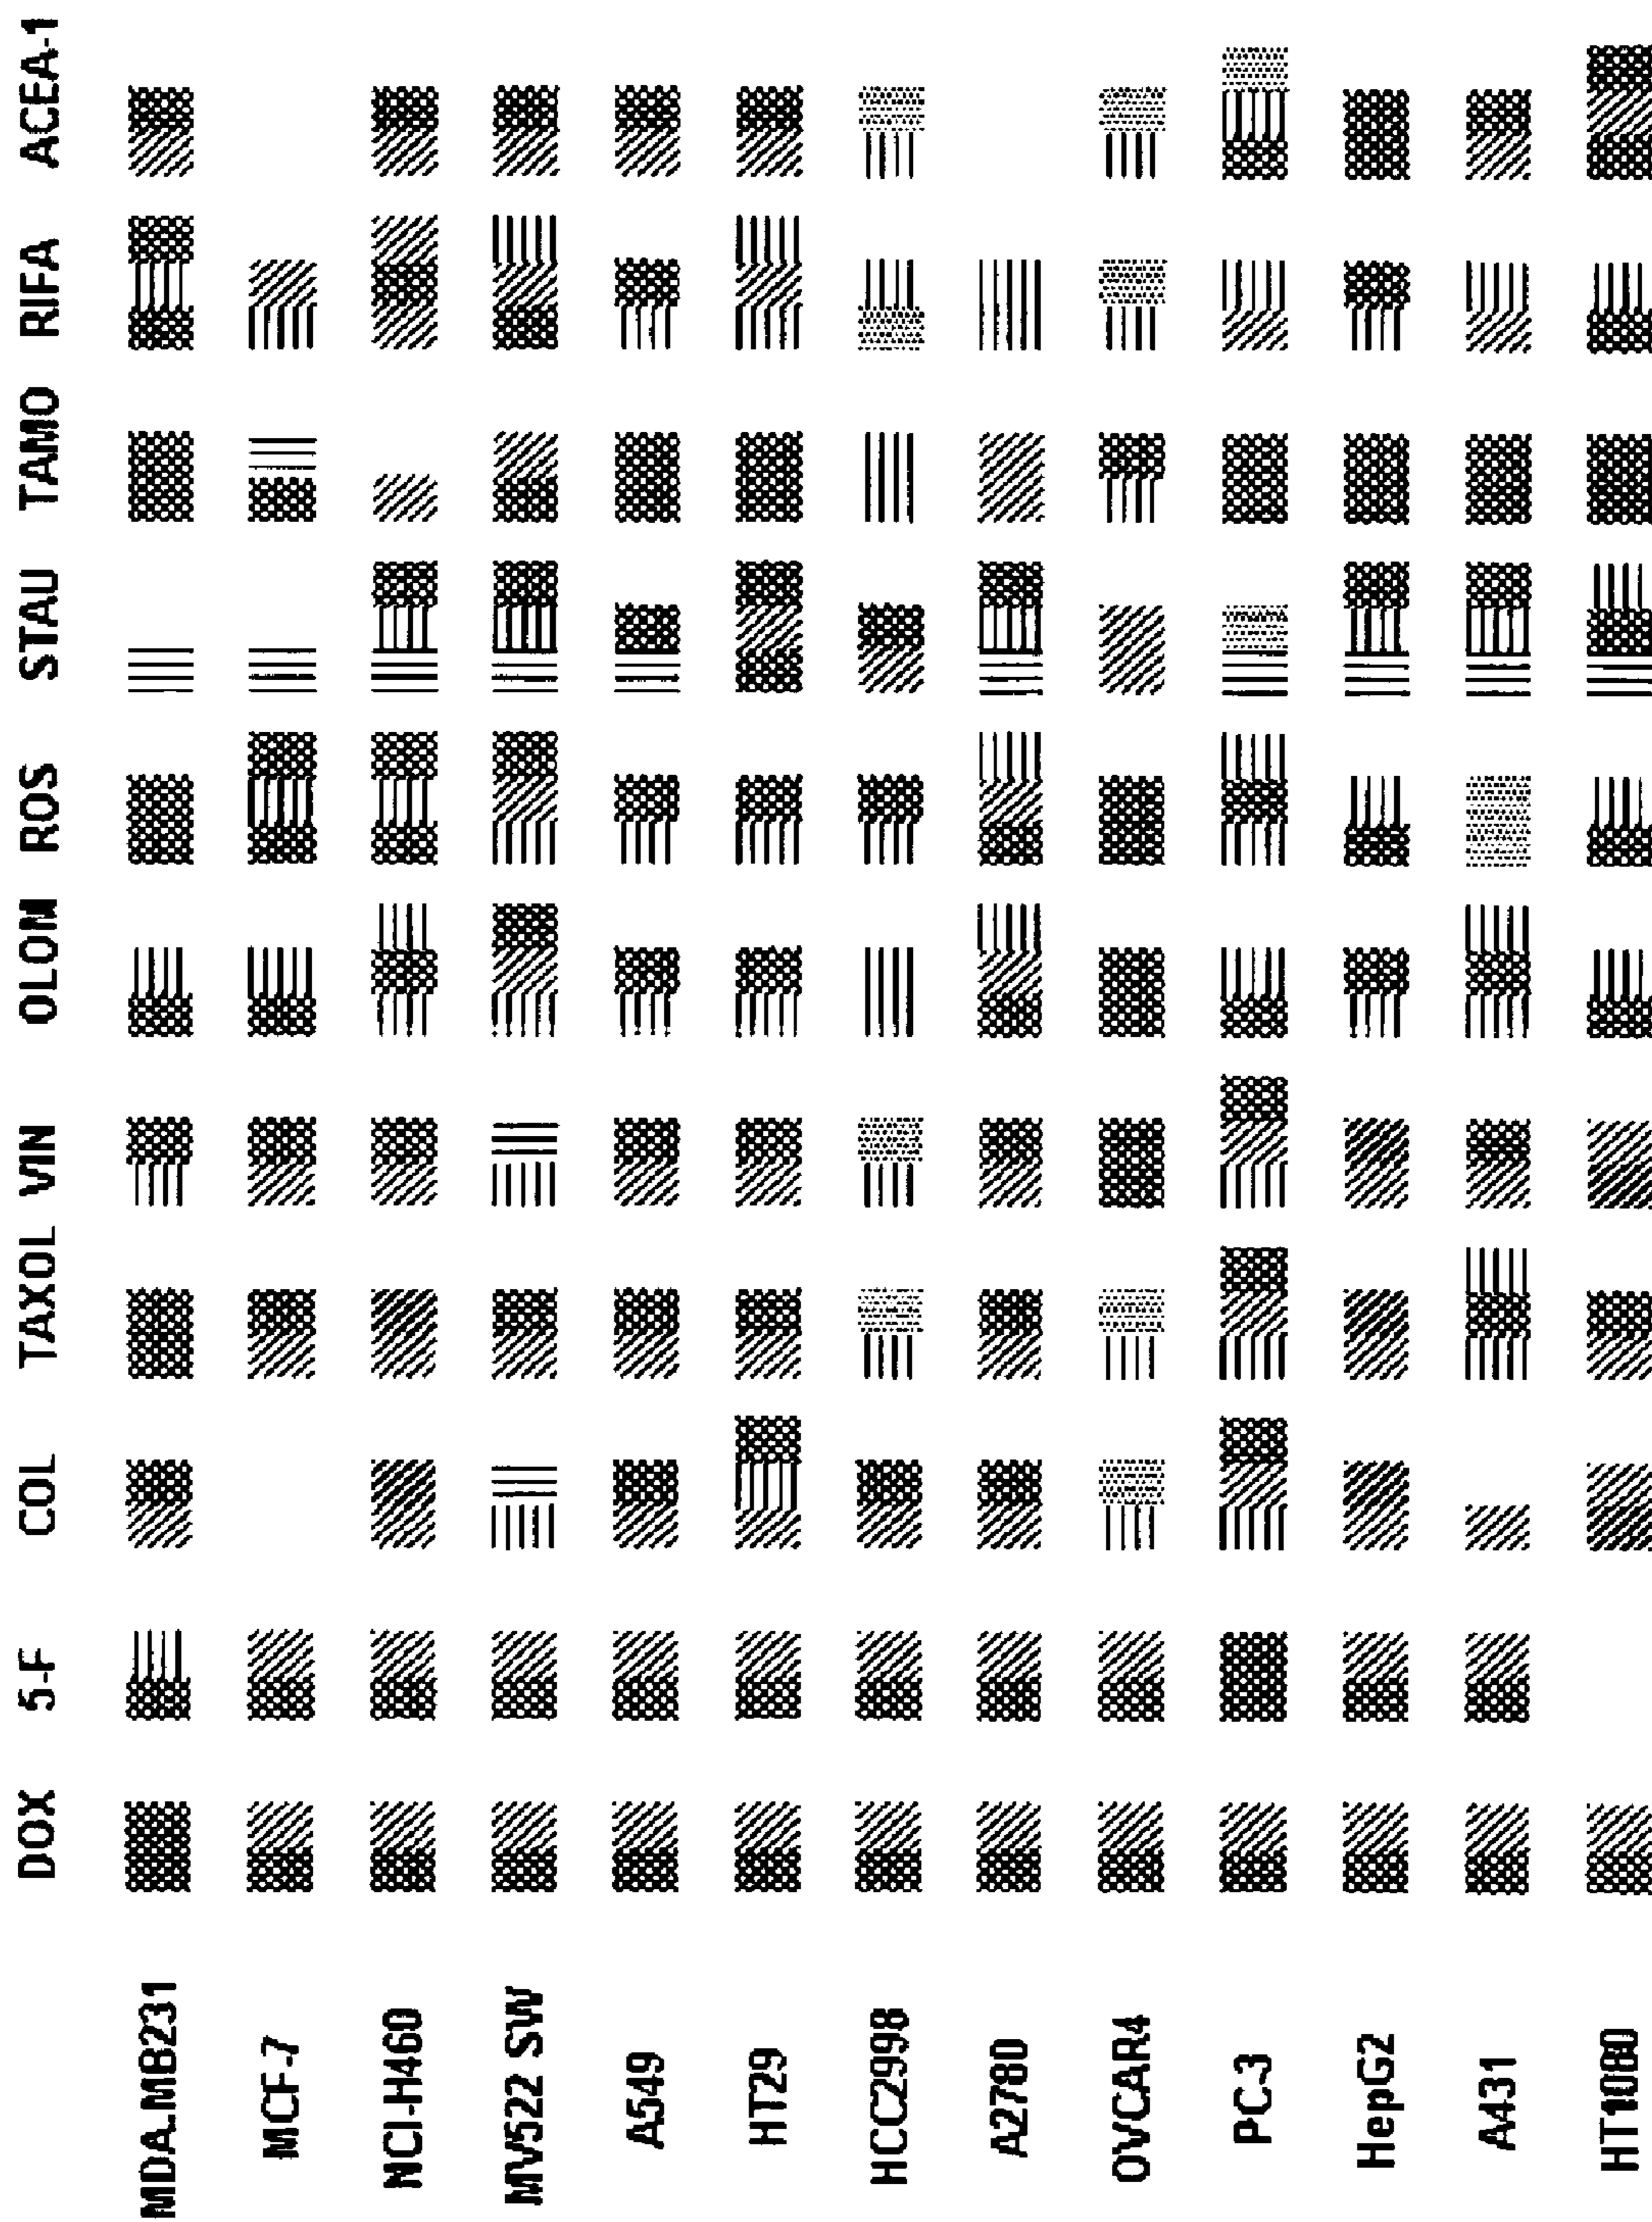 DOX 5-F COL TAXOL VIN OLOM ROS STAU TAMO RIFA ACEA-1
MDA.MB231
MCF-7
NCI-H460
MV522 SW
A549
HT29
HCC2998
A2780
OVCAR4
PC-3
HepG2
A431
HT1080